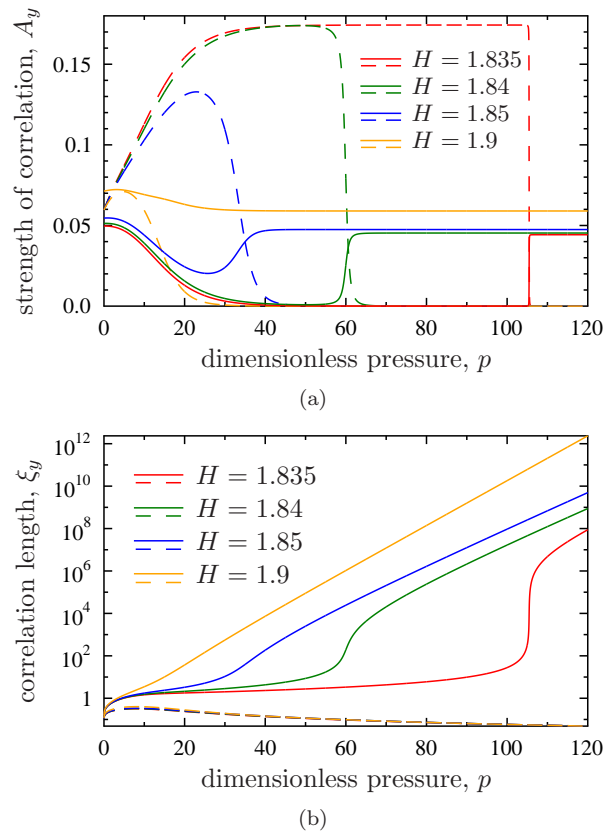 strength of correlation, A_y
0.15
0.10
0.05
0.0
H = 1.835
H = 1.84
H = 1.85
H = 1.9
0 20 40 60 80 100 120
dimensionless pressure, p
(a)
correlation length, ξ_y
10^12
10^10
10^8
10^6
10^4
10^2
1
H = 1.835
H = 1.84
H = 1.85
H = 1.9
0 20 40 60 80 100 120
dimensionless pressure, p
(b)